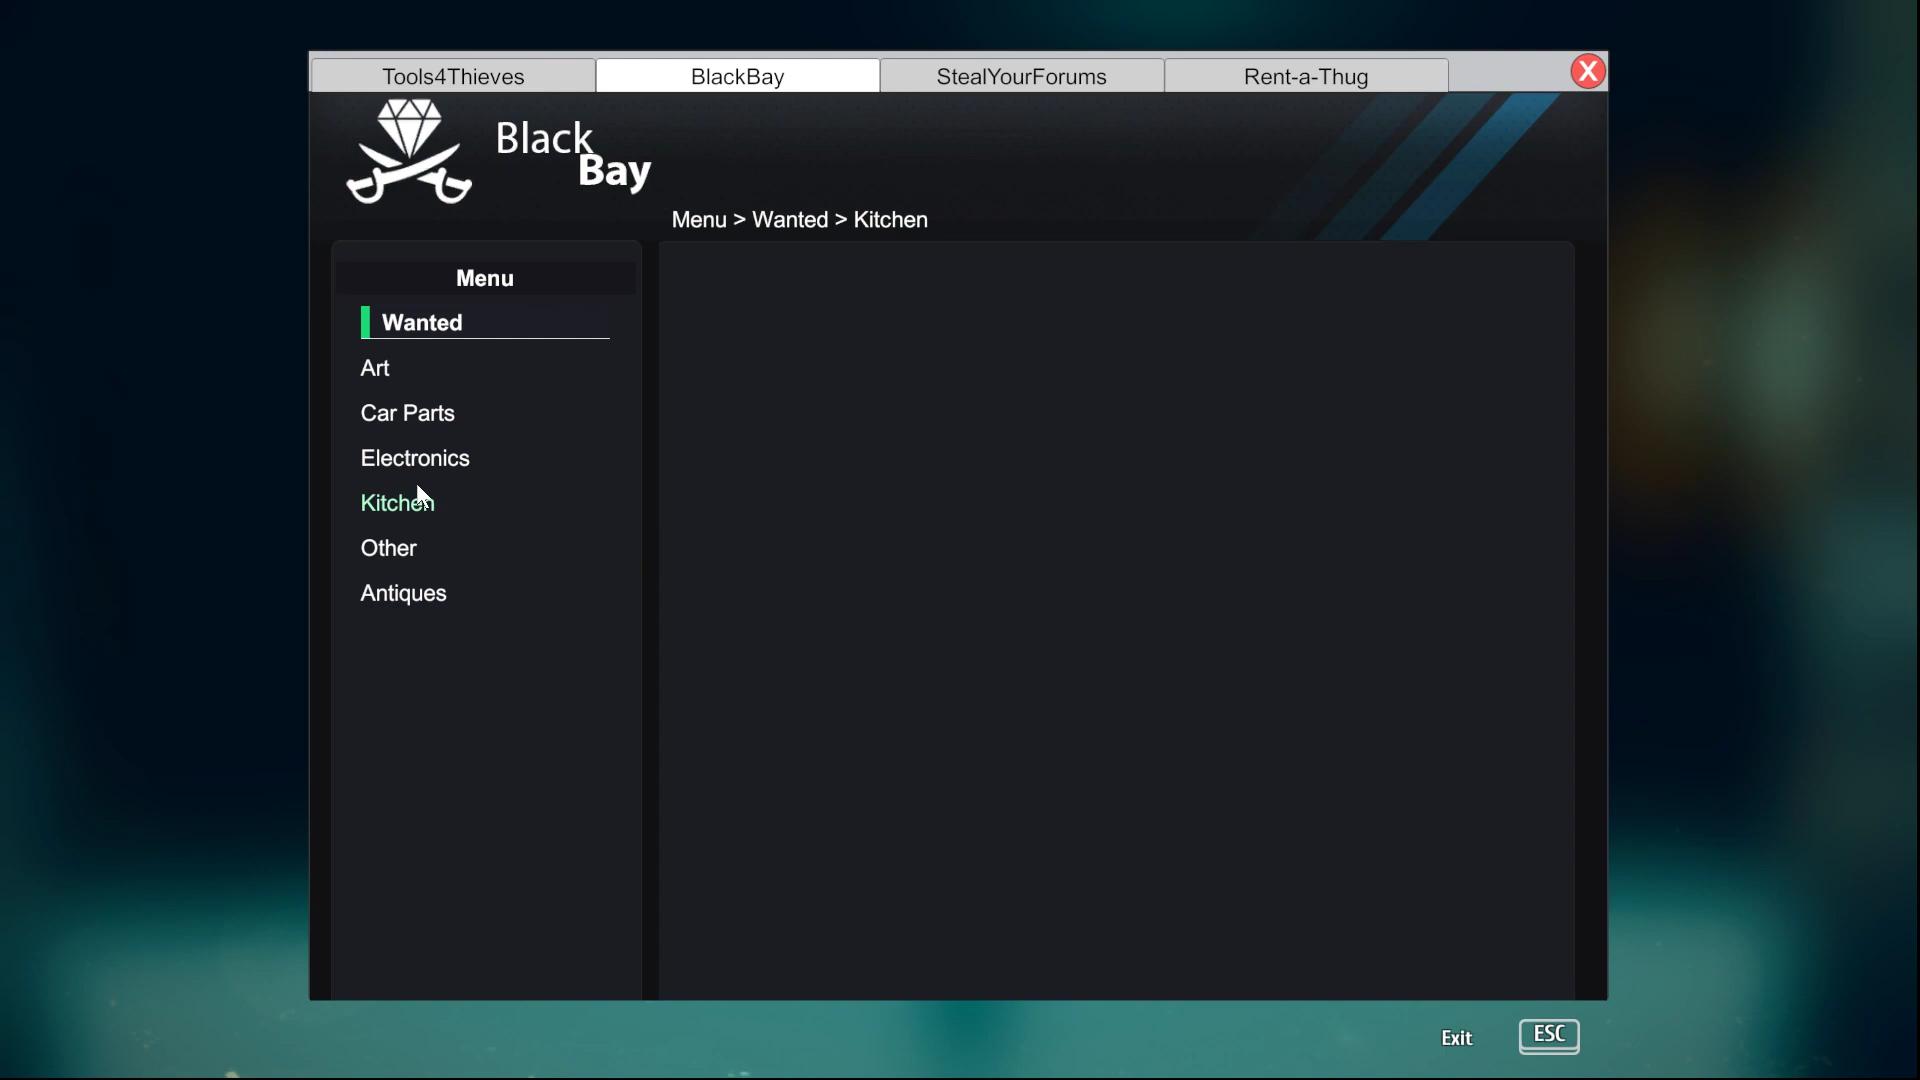 Tools4Thieves BlackBay StealYourForums Rent-a-Thug X
Black
Bay
Menu > Wanted > Kitchen
Menu
Wanted
Art
Car Parts
Electronics
Kitchen
Other
Antiques
Exit ESC